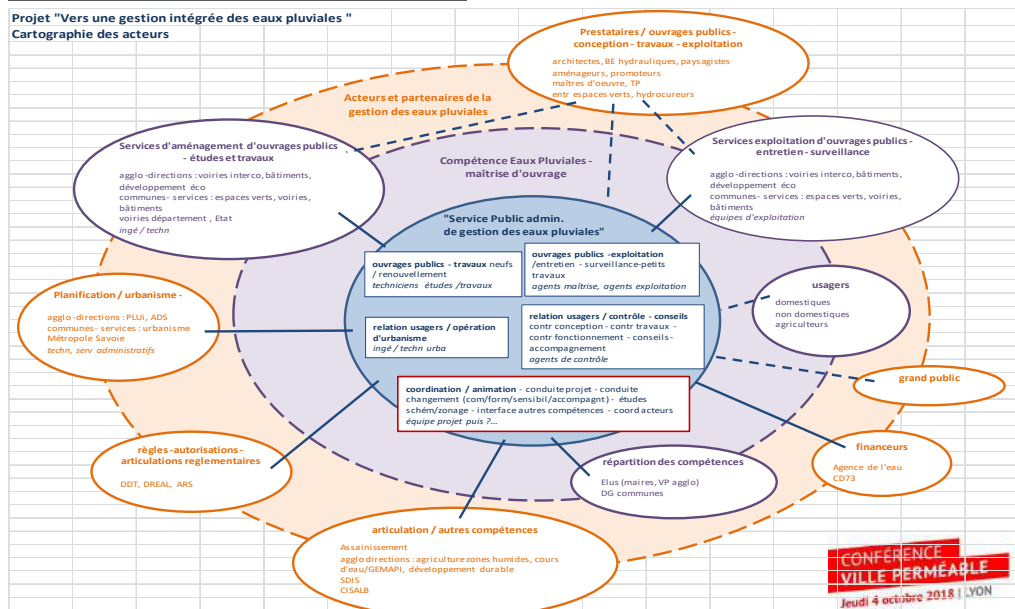 Projet "Vers une gestion intégrée des eaux pluviales "
Cartographie des acteurs
Prestataires / ouvrages publics -
conception - travaux - exploitation
architectes, BE hydrauliques, paysagistes
aménageurs, promoteurs
maîtres d'oeuvre, TP
entr espaces verts, hydrocureurs
Acteurs et partenaires de la
gestion des eaux pluviales
Services d'aménagement d'ouvrages publics
- études et travaux
agglo -directions : voiries interco, bâtiments,
développement éco
communes- services : espaces verts, voiries,
bâtiments
voiries département , Etat
ingé / techn
Compétence Eaux Pluviales -
maîtrise d'ouvrage
Services exploitation d'ouvrages publics -
entretien - surveillance
agglo -directions : voiries interco, bâtiments,
développement éco
communes- services : espaces verts, voiries,
bâtiments
équipes d'exploitation
"Service Public admin.
de gestion des eaux pluviales"
ouvrages publics - travaux neufs
/ renouvellement
techniciens études /travaux
ouvrages publics -exploitation
/entretien - surveillance-petits
travaux
agents maîtrise, agents exploitation
relation usagers / opération
d'urbanisme
ingé / techn urba
relation usagers / contrôle - conseils
contr conception - contr travaux -
contr fonctionnement - conseils-
accompagnement
agents de contrôle
coordination / animation - conduite projet - conduite
changement (com/form/sensibil/accompagnt) - études
schém/zonage - interface autres compétences - coord acteurs
équipe projet puis ?...
Planification / urbanisme -
agglo -directions : PLUi, ADS
communes- services : urbanisme
Métropole Savoie
techn, serv administratifs
usagers
domestiques
non domestiques
agriculteurs
grand public
règles -autorisations -
articulations reglementaires
DDT, DREAL, ARS
financeurs
Agence de l'eau
CD73
répartition des compétences
Elus (maires, VP agglo)
DG communes
articulation / autres compétences
Assainissement
agglo directions : agriculture zones humides, cours
d'eau/GEMAPI, développement durable
SDIS
CISALB
CONFÉRENCE
VILLE PERMÉABLE
Jeudi 4 octobre 2018 | LYON